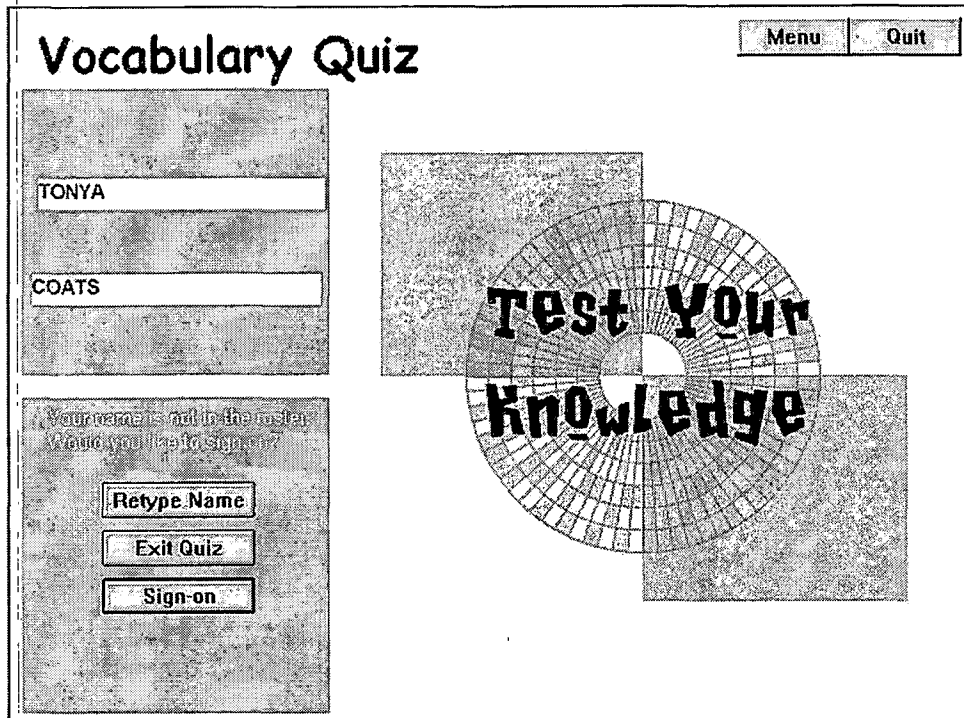 Vocabulary Quiz
Menu
Quit
TONYA
COATS
Your name is not in the roster.
Would you like to sign-on?
Retype Name
Exit Quiz
Sign-on
Test Your
Knowledge